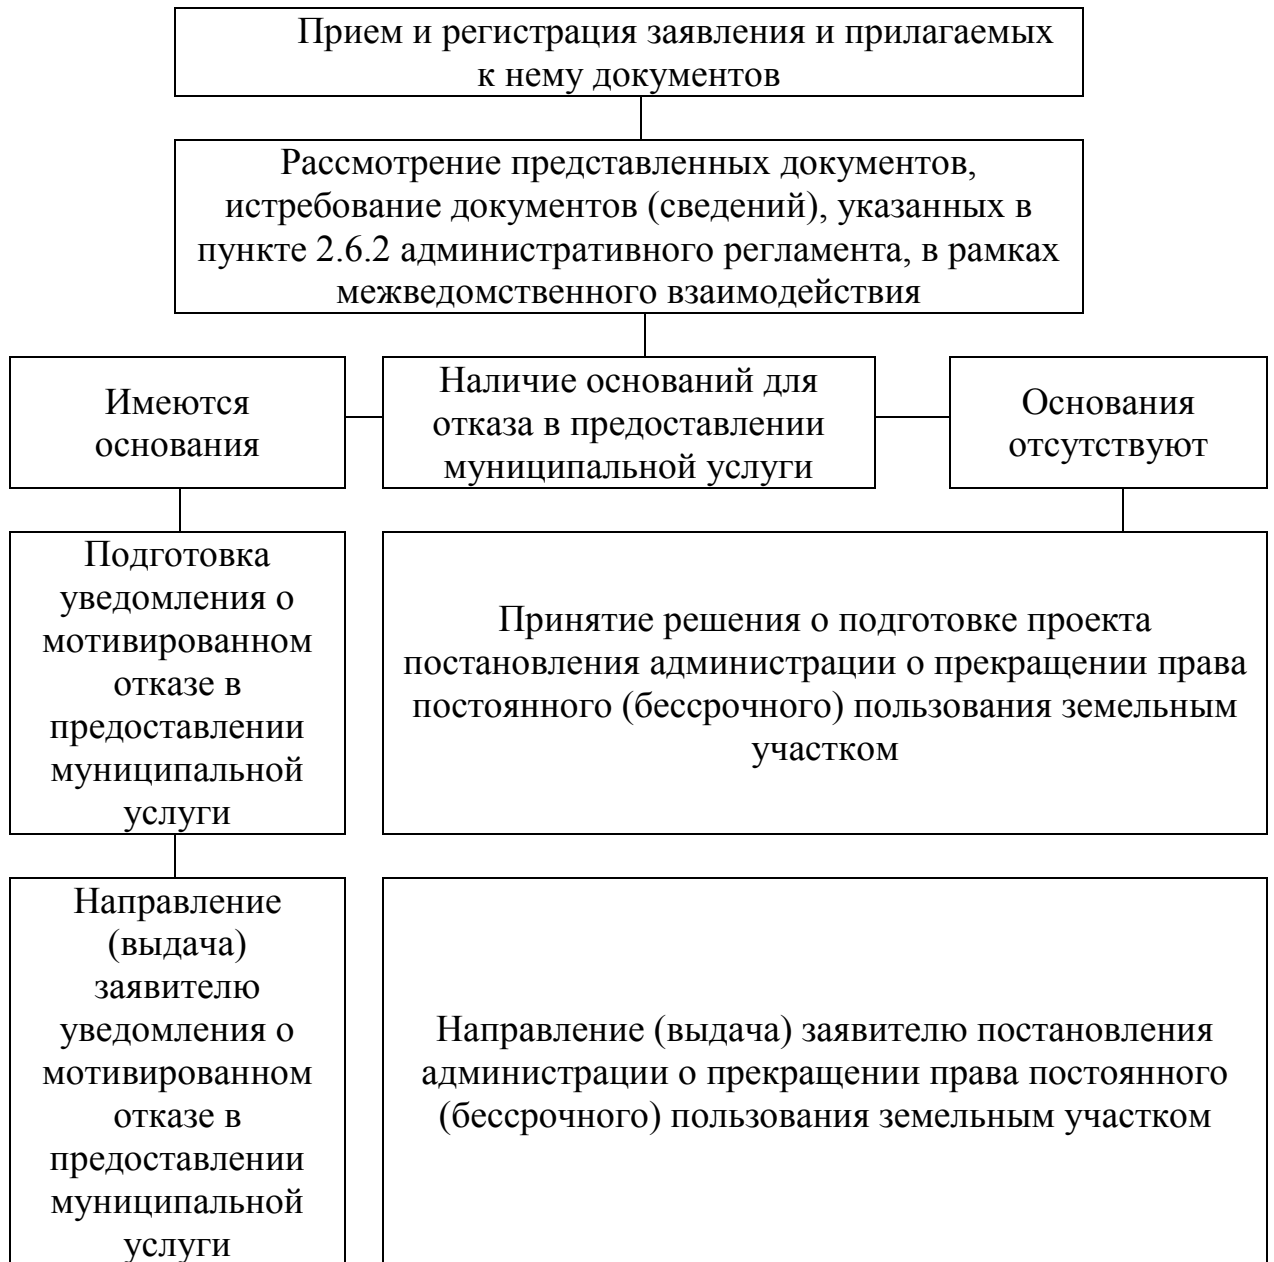 Прием и регистрация заявления и прилагаемых
к нему документов
Рассмотрение представленных документов,
истребование документов (сведений), указанных в
пункте 2.6.2 административного регламента, в рамках
межведомственного взаимодействия
Имеются
основания
Наличие оснований для
отказа в предоставлении
муниципальной услуги
Основания
отсутствуют
Подготовка
уведомления о
мотивированном
отказе в
предоставлении
муниципальной
услуги
Принятие решения о подготовке проекта
постановления администрации о прекращении права
постоянного (бессрочного) пользования земельным
участком
Направление
(выдача)
заявителю
уведомления о
мотивированном
отказе в
предоставлении
муниципальной
услуги
Направление (выдача) заявителю постановления
администрации о прекращении права постоянного
(бессрочного) пользования земельным участком